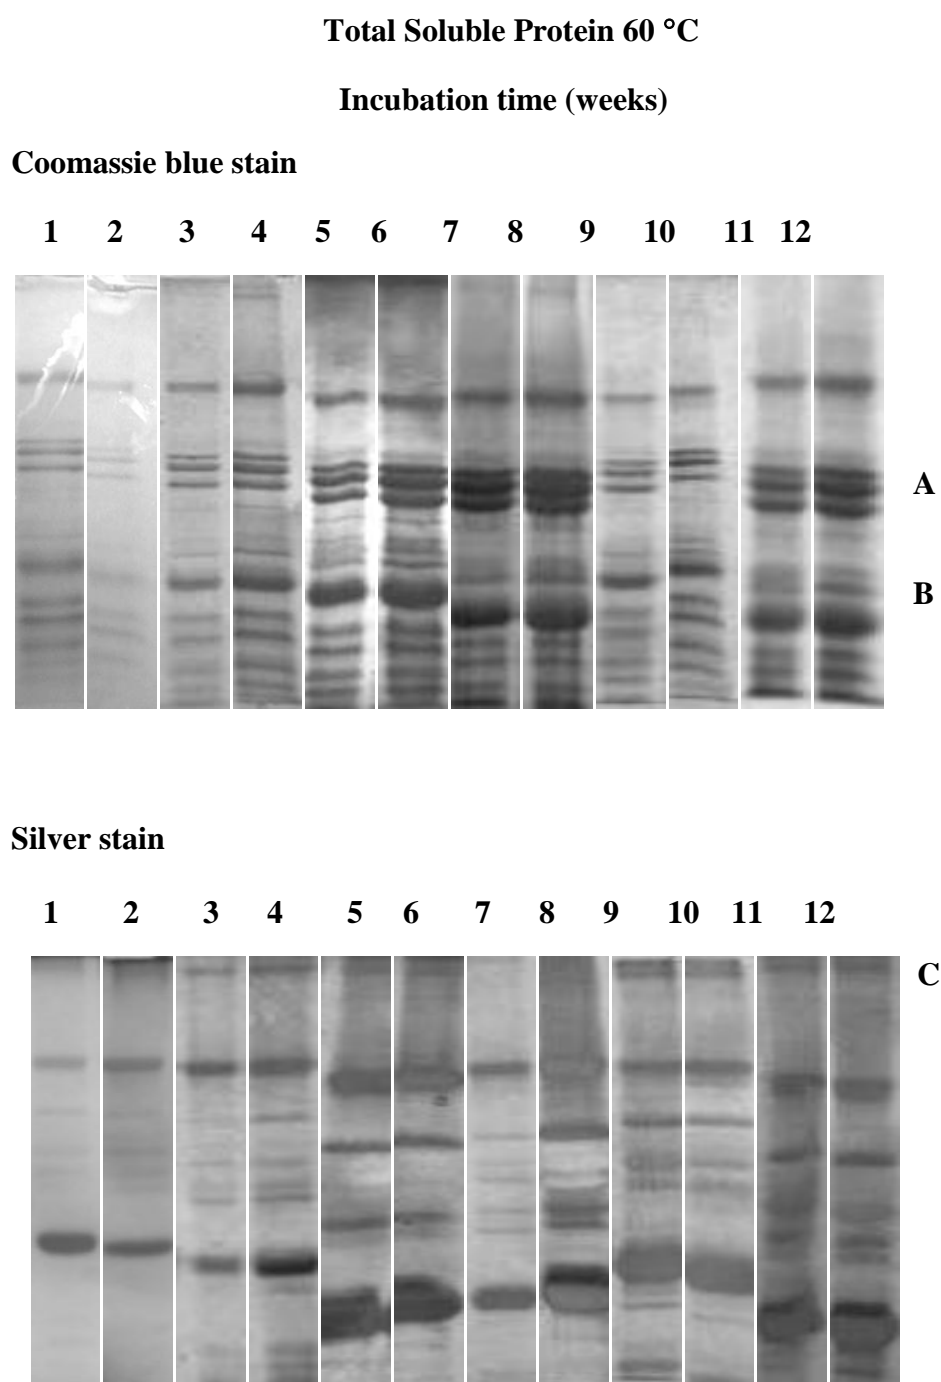 Total Soluble Protein 60 °C
Incubation time (weeks)
Coomassie blue stain
1 2 3 4 5 6 7 8 9 10 11 12
A
B
Silver stain
1 2 3 4 5 6 7 8 9 10 11 12
C